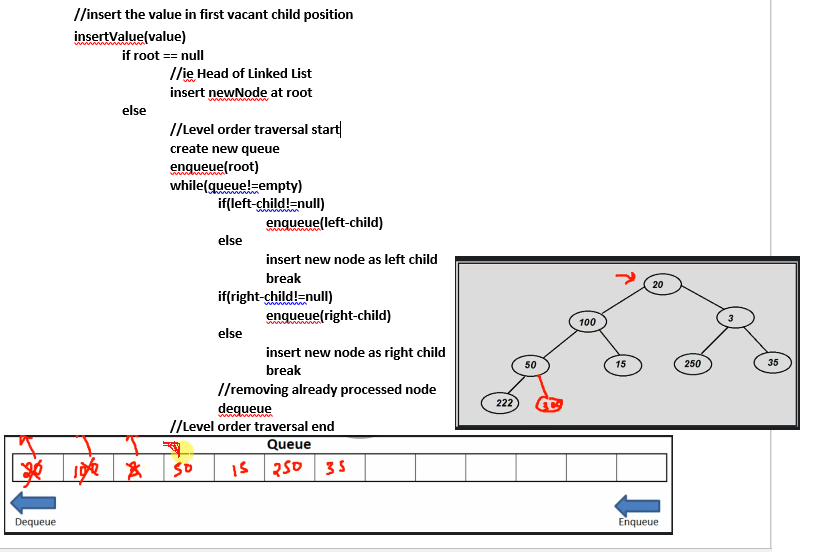 //insert the value in first vacant child position
insertValue(value)
if root == null
//ie Head of Linked List
insert newNode at root
else
//Level order traversal start
create new queue
enqueue(root)
while(queue!=empty)
if(left-child!=null)
enqueue(left-child)
else
insert new node as left child
break
if(right-child!=null)
enqueue(right-child)
else
insert new node as right child
break
//removing already processed node
dequeue
//Level order traversal end
20
100
3
50
15
250
35
222
Queue
20 100 50 15 250 35
Dequeue
Enqueue